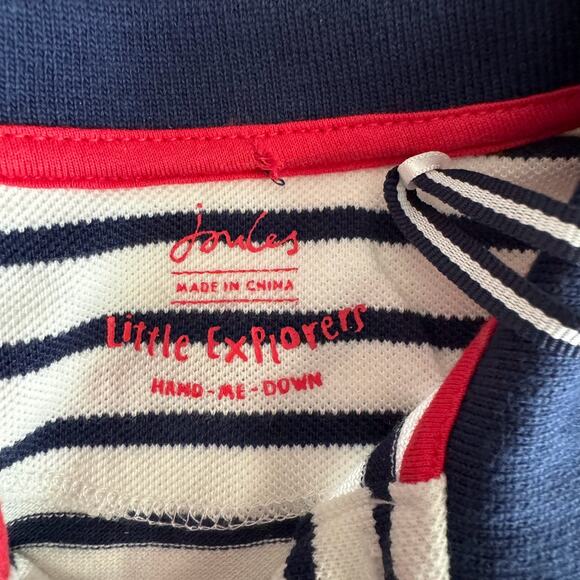 Joules
MADE IN CHINA
Little Explorers
HAND-ME-DOWN